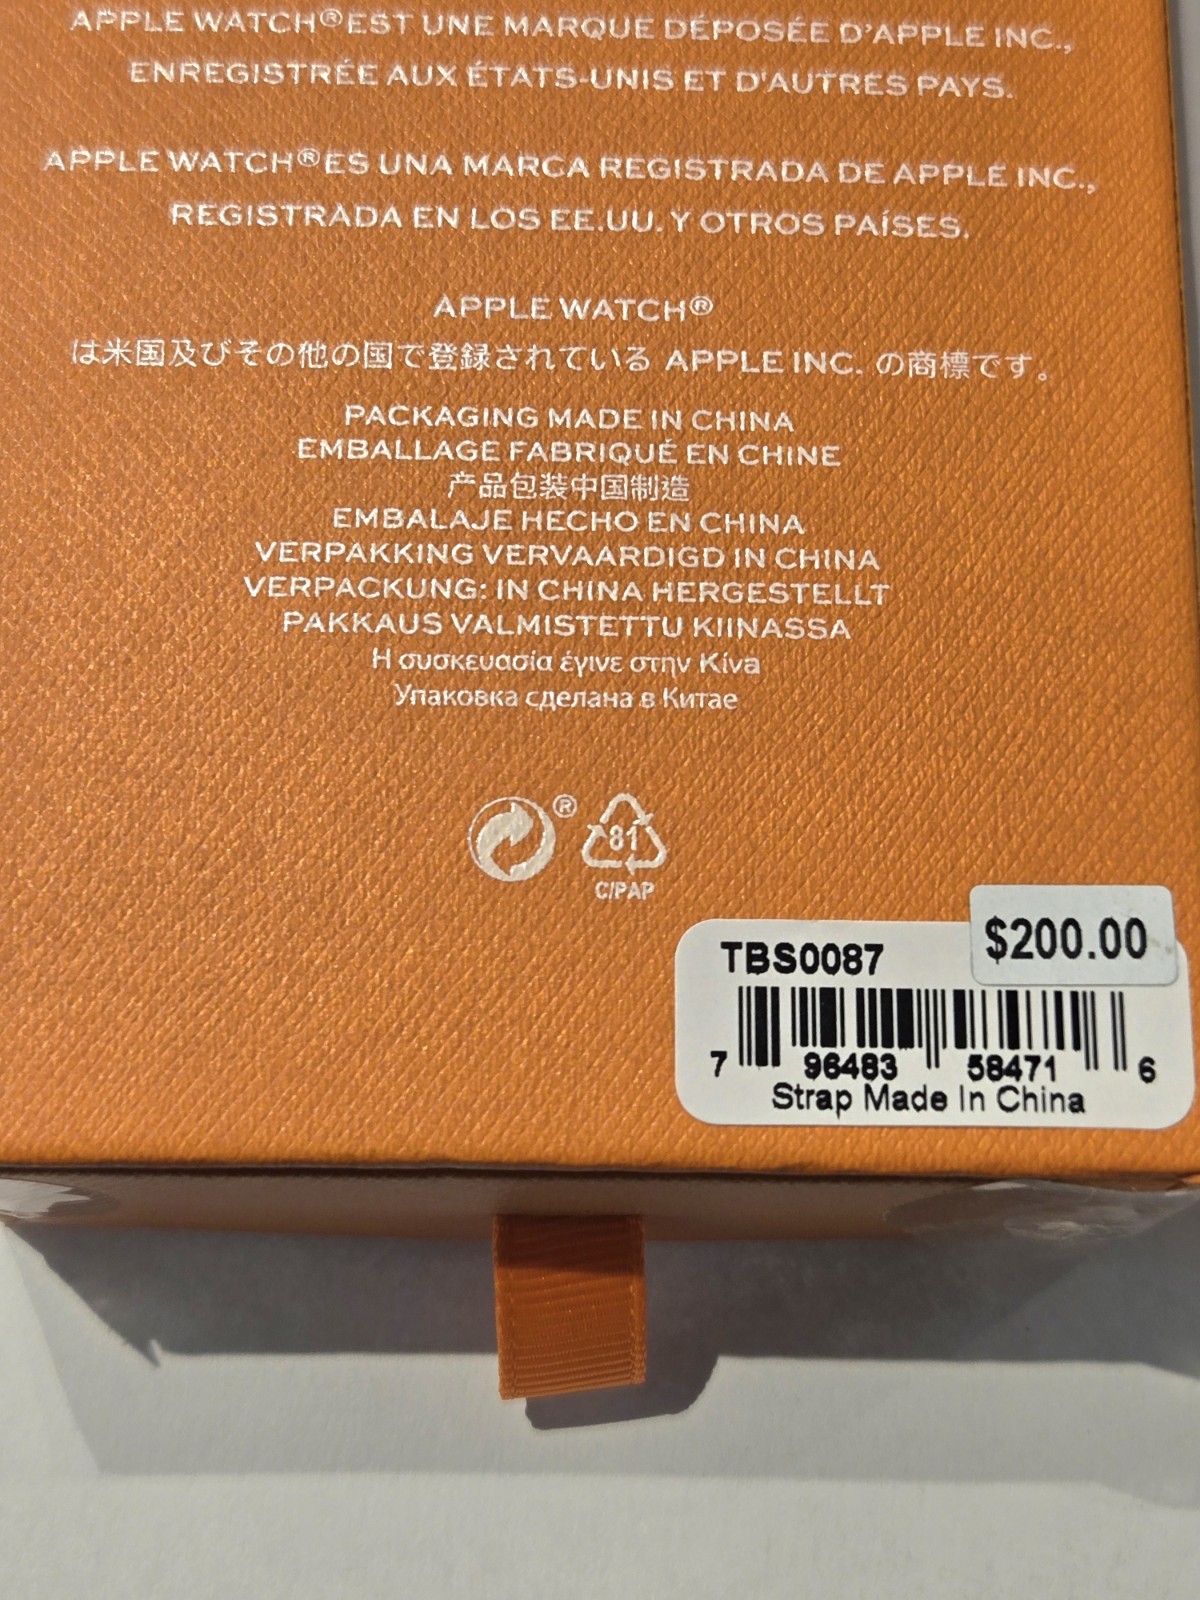 APPLE WATCH® EST UNE MARQUE DÉPOSÉE D'APPLE INC.,
ENREGISTRÉE AUX ÉTATS-UNIS ET D'AUTRES PAYS.
APPLE WATCH® ES UNA MARCA REGISTRADA DE APPLE INC.,
REGISTRADA EN LOS EE.UU. Y OTROS PAÍSES.
APPLE WATCH®
は米国及びその他の国で登録されている APPLE INC. の商標です。
PACKAGING MADE IN CHINA
EMBALLAGE FABRIQUÉ EN CHINE
产品包装中国制造
EMBALAJE HECHO EN CHINA
VERPAKKING VERVAARDIGD IN CHINA
VERPACKUNG: IN CHINA HERGESTELLT
PAKKAUS VALMISTETTU KIINASSA
Η συσκευασία έγινε στην Κίνα
Упаковка сделана в Китае
®
81
C/PAP
$200.00
TBS0087
7 96483 58471 6
Strap Made In China